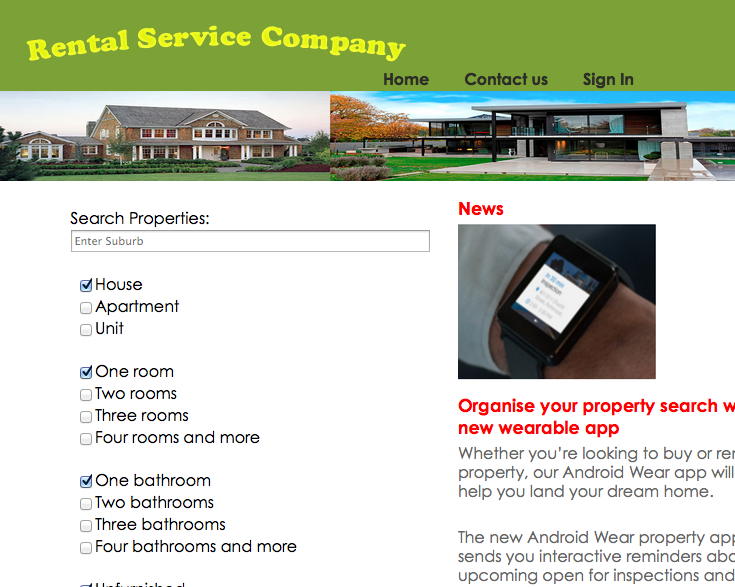 Rental Service Company
Home Contact us Sign In
Search Properties:
Enter Suburb
House
Apartment
Unit
One room
Two rooms
Three rooms
Four rooms and more
One bathroom
Two bathrooms
Three bathrooms
Four bathrooms and more
Unfurnished
News
In 30 min
Inspection
Organise your property search w
new wearable app
Whether you’re looking to buy or ren
property, our Android Wear app will
help you land your dream home.
The new Android Wear property app
sends you interactive reminders abo
upcoming open for inspections and